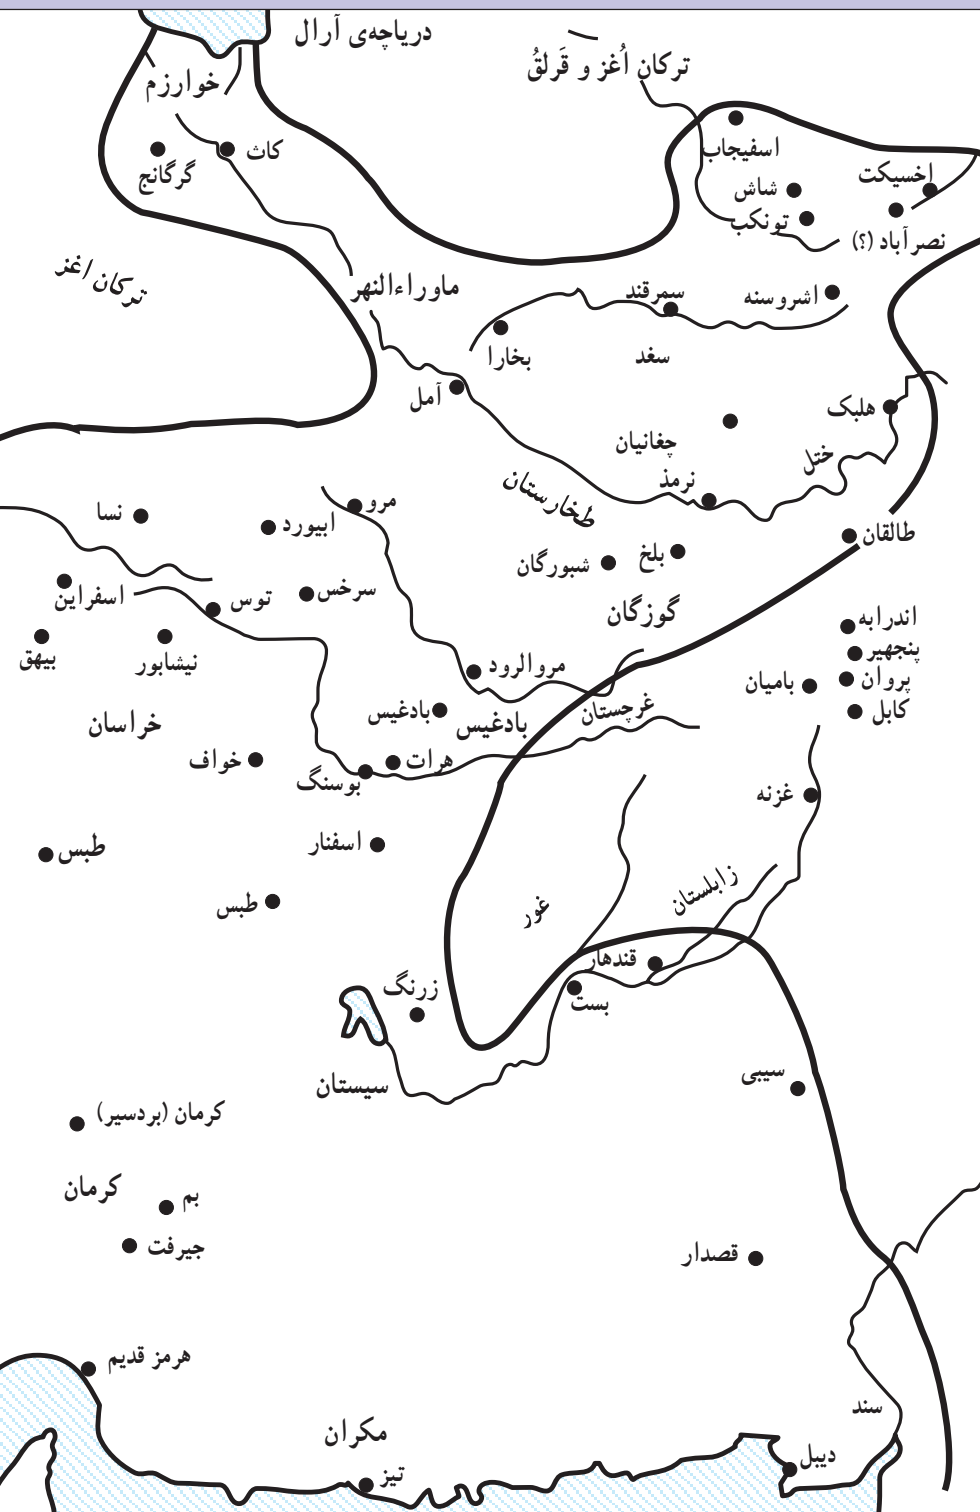 دریاچه‌ی آرال
ترکان اُغز و قَرلقُ
خوارزم
کاث
گرگانج
اسفیجاب
شاش
تونکب
اخسیکت
نصرآباد (؟)
ترکان اغز
ماوراءالنهر
سمرقند
اشروسنه
بخارا
سغد
آمل
هلبک
چغانیان
ختل
نرمذ
طخارستان
مرو
نسا
ابیورد
طالقان
بلخ
شبورگان
گوزگان
اسفراین
توس
سرخس
بیهق
نیشابور
اندرابه
پنجهیر
پروان
کابل
بامیان
مروالرود
غرچستان
بادغیس
بادغیس
خراسان
خواف
هرات
بوسنگ
غزنه
اسفنار
طبس
طبس
زابلستان
غور
قندهار
بست
زرنگ
سیستان
سیبی
کرمان (بردسیر)
کرمان
بم
جیرفت
قصدار
هرمز قدیم
سند
مکران
تیز
دیبل